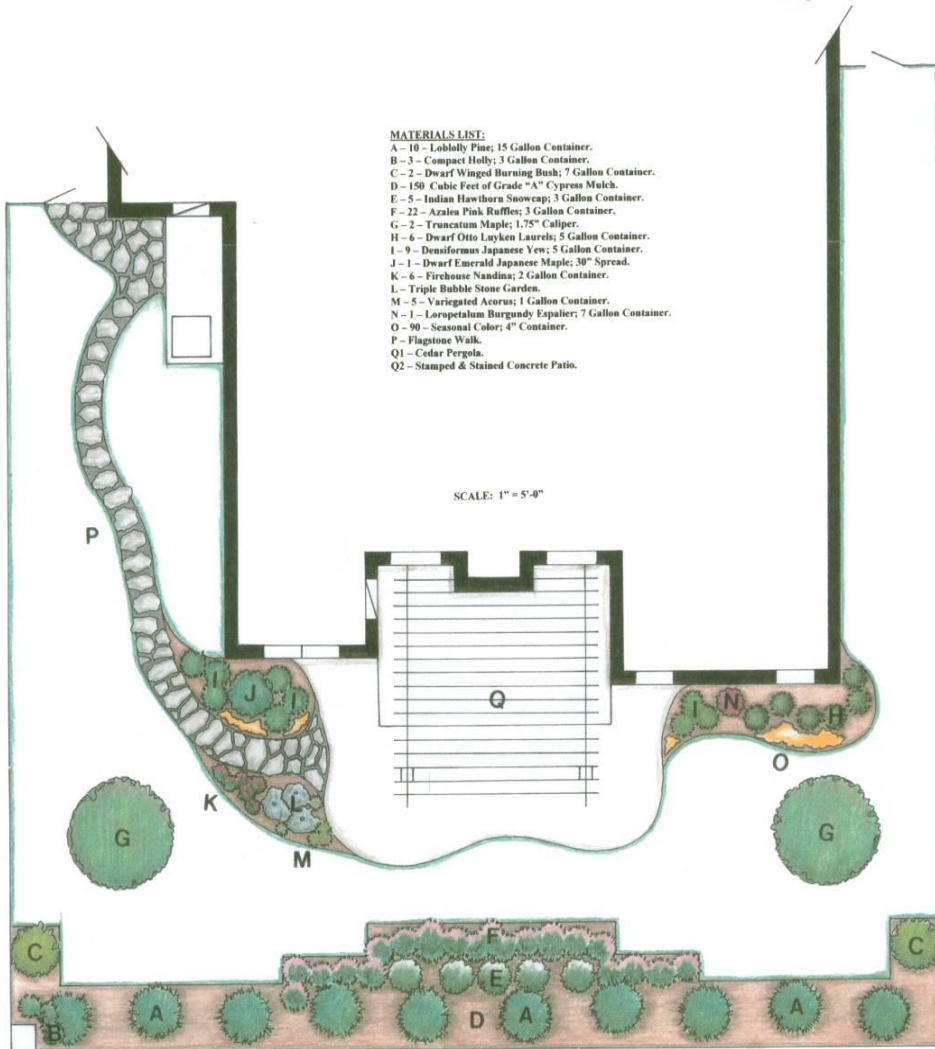 MATERIALS LIST:
A – 10 – Loblolly Pine; 15 Gallon Container.
B – 3 – Compact Holly; 3 Gallon Container.
C – 2 – Dwarf Winged Burning Bush; 7 Gallon Container.
D – 150 Cubic Feet of Grade “A” Cypress Mulch.
E – 5 – Indian Hawthorn Snowcap; 3 Gallon Container.
F – 22 – Azalea Pink Ruffles; 3 Gallon Container.
G – 2 – Truncatum Maple; 1.75” Caliper.
H – 6 – Dwarf Otto Luyken Laurels; 5 Gallon Container.
I – 9 – Densiformus Japanese Yew; 5 Gallon Container.
J – 1 – Dwarf Emerald Japanese Maple; 30” Spread.
K – 6 – Firehouse Nandina; 2 Gallon Container.
L – Triple Bubble Stone Garden.
M – 5 – Variegated Acorus; 1 Gallon Container.
N – 1 – Loropetalum Burgundy Espalier; 7 Gallon Container.
O – 90 – Seasonal Color; 4” Container.
P – Flagstone Walk.
Q1 – Cedar Pergola.
Q2 – Stamped & Stained Concrete Patio.
SCALE: 1” = 5’-0”
P
I
J
I
Q
I
N
H
O
K
L
M
G
G
C
F
C
E
B
A
D
A
A